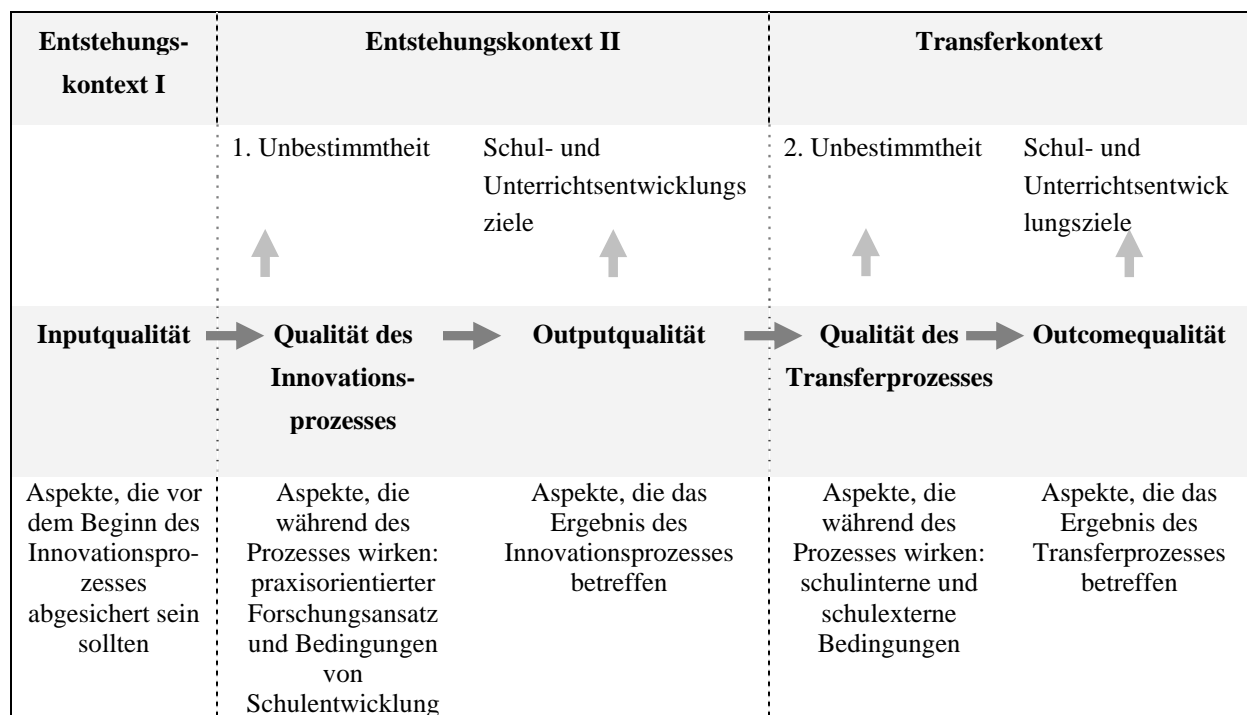 Entstehungs-
kontext I
Entstehungskontext II
Transferkontext
1. Unbestimmtheit
Schul- und
Unterrichtsentwicklungs
ziele
2. Unbestimmtheit
Schul- und
Unterrichtsentwick
lungsziele
Inputqualität
Qualität des
Innovations-
prozesses
Outputqualität
Qualität des
Transferprozesses
Outcomequalität
Aspekte, die vor
dem Beginn des
Innovationspro-
zesses
abgesichert sein
sollten
Aspekte, die
während des
Prozesses wirken:
praxisorientierter
Forschungsansatz
und Bedingungen
von
Schulentwicklung
Aspekte, die das
Ergebnis des
Innovationsprozesses
betreffen
Aspekte, die
während des
Prozesses wirken:
schulinterne und
schulexterne
Bedingungen
Aspekte, die das
Ergebnis des
Transferprozesses
betreffen